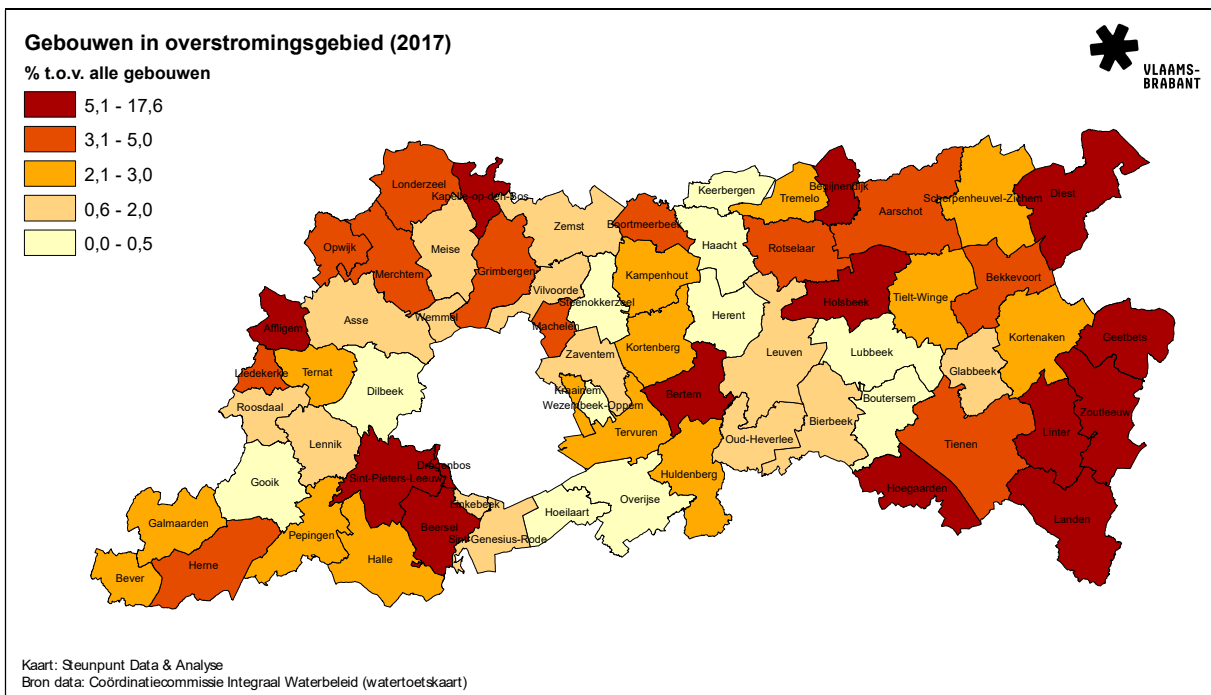 Gebouwen in overstromingsgebied (2017)
% t.o.v. alle gebouwen
5,1 - 17,6
3,1 - 5,0
2,1 - 3,0
0,6 - 2,0
0,0 - 0,5
VLAAMS-
BRABANT
Londerzeel
Kapelle-op-den-Bos
Keerbergen
Tremelo
Begijnendijk
Scherpenheuvel-Zichem
Diest
Aarschot
Opwijk
Meise
Zemst
Boortmeerbeek
Haacht
Rotselaar
Merchtem
Grimbergen
Kampenhout
Bekkevoort
Vilvoorde
Steenokkerzeel
Holsbeek
Tielt-Winge
Affligem
Asse
Wemmel
Machelen
Herent
Kortenaken
Geetbets
Zaventem
Kortenberg
Leuven
Lubbeek
Glabbeek
Liedekerke
Ternat
Dilbeek
Kraainem
Wezembeek-Oppem
Bertem
Boutersem
Roosdaal
Zoutleeuw
Lennik
Tervuren
Oud-Heverlee
Bierbeek
Tienen
Linter
Drogenbos
Sint-Pieters-Leeuw
Gooik
Huldenberg
Hoegaarden
Linkebeek
Hoeilaart
Overijse
Landen
Galmaarden
Pepingen
Beersel
Sint-Genesius-Rode
Herne
Halle
Bever
Kaart: Steunpunt Data & Analyse
Bron data: Coördinatiecommissie Integraal Waterbeleid (watertoetskaart)